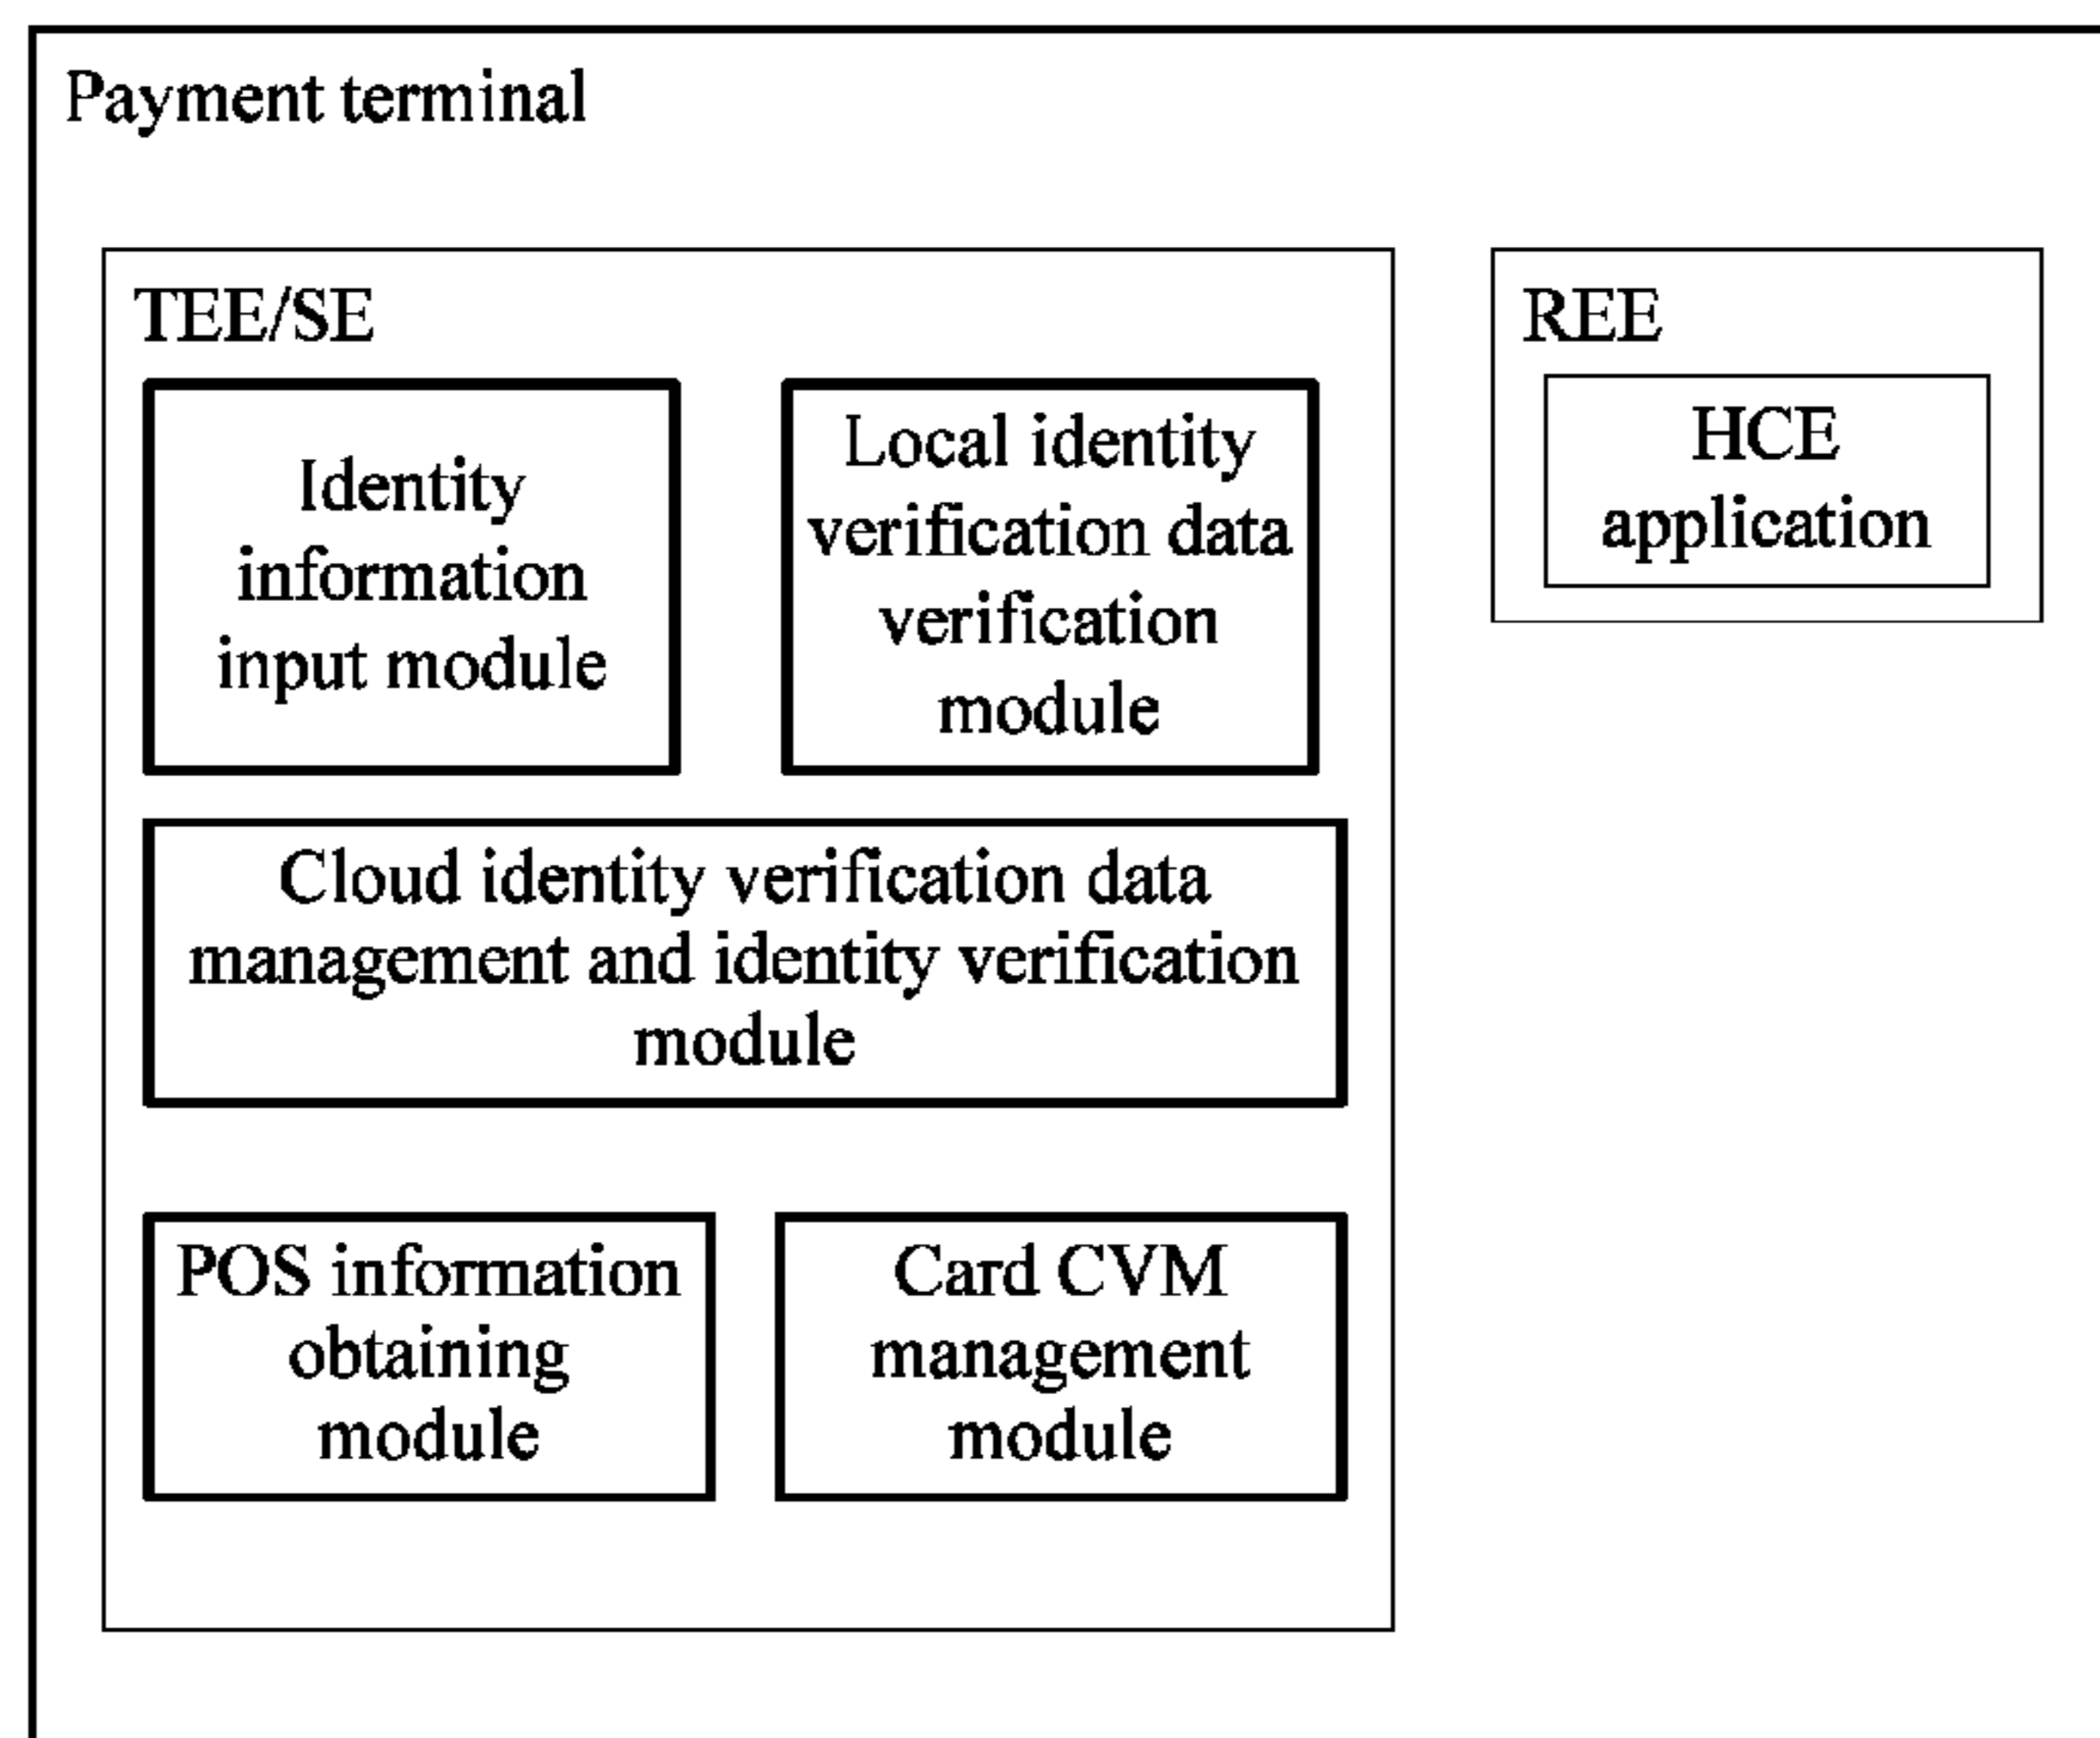 Payment terminal
TEE/SE
Identity
information
input module
Local identity
verification data
verification
module
Cloud identity verification data
management and identity verification
module
POS information
obtaining
module
Card CVM
management
module
REE
HCE
application